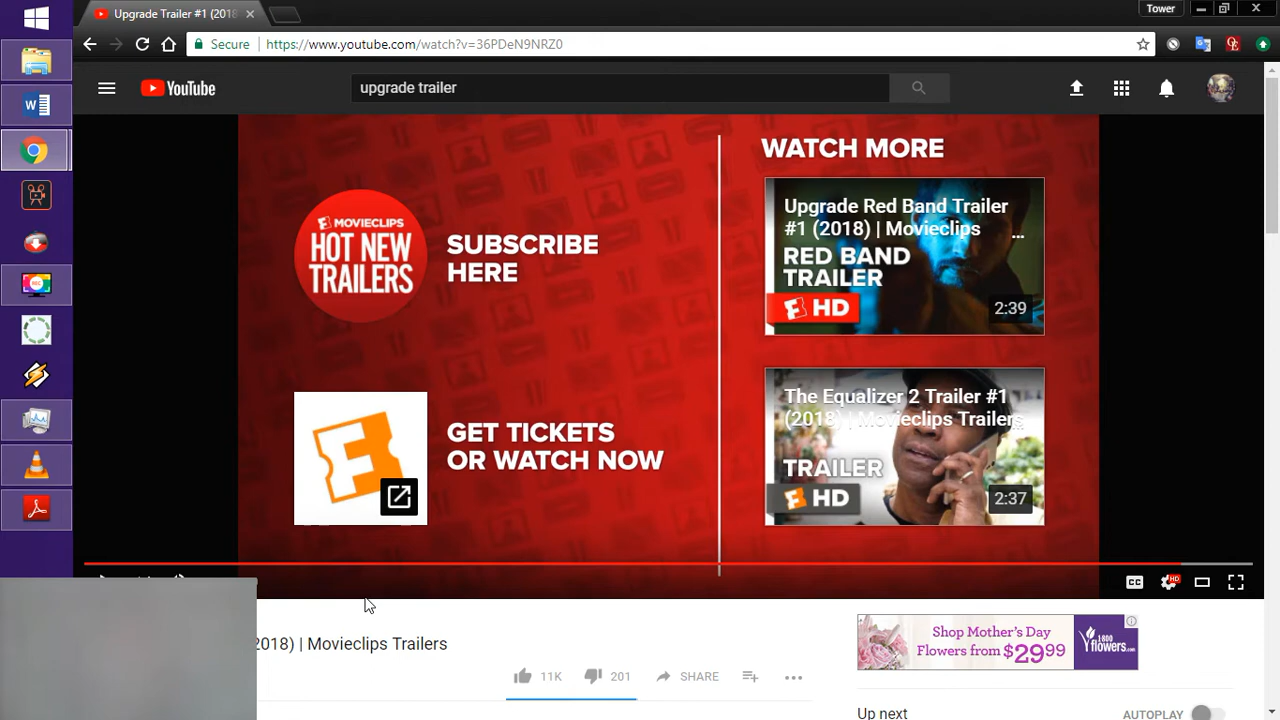 Upgrade Trailer #1 (2018
Tower
Secure
https://www.youtube.com/watch?v=36PDeN9NRZ0
YouTube
upgrade trailer
MOVIECLIPS
HOT NEW
TRAILERS
SUBSCRIBE
HERE
GET TICKETS
OR WATCH NOW
WATCH MORE
Upgrade Red Band Trailer
#1 (2018) | Movieclips ...
RED BAND
TRAILER
HD
2:39
The Equalizer 2 Trailer #1
(2018) | Movieclips Trailers
TRAILER
HD
2:37
CC
HD
2018) | Movieclips Trailers
11K
201
SHARE
Shop Mother's Day
Flowers from $29.99
1800
flowers.com
Up next
AUTOPLAY